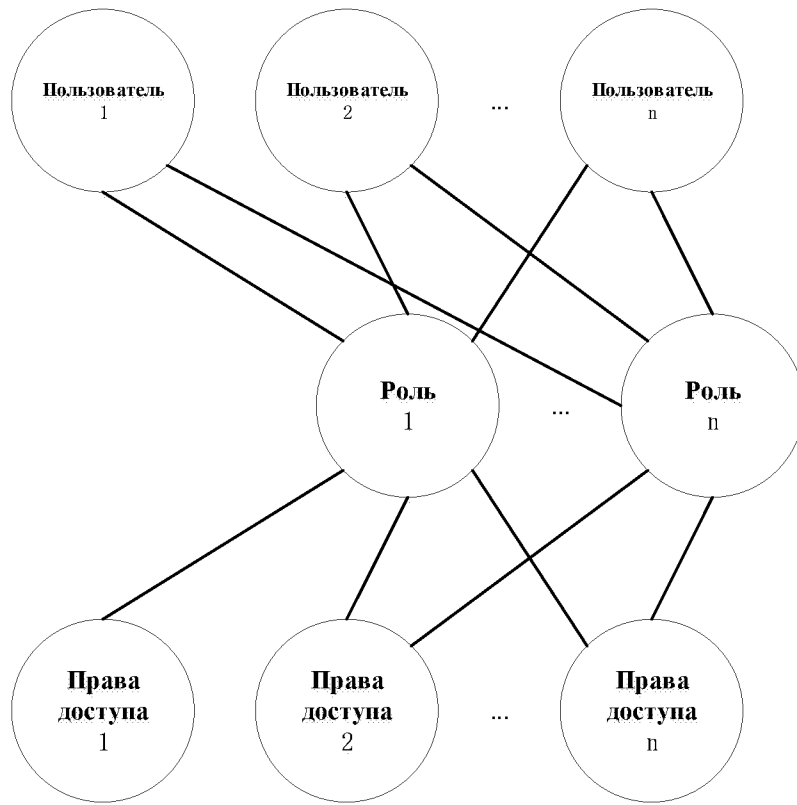 Пользователь
1
Пользователь
2
...
Пользователь
n
Роль
1
...
Роль
n
Права
доступа
1
Права
доступа
2
...
Права
доступа
n